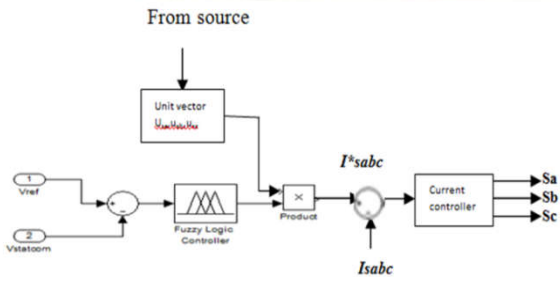 From source
Unit vector
I*sabc
1
Vref
2
Vstatcom
Fuzzy Logic
Controller
×
Product
Current
controller
Sa
Sb
Sc
Isabc